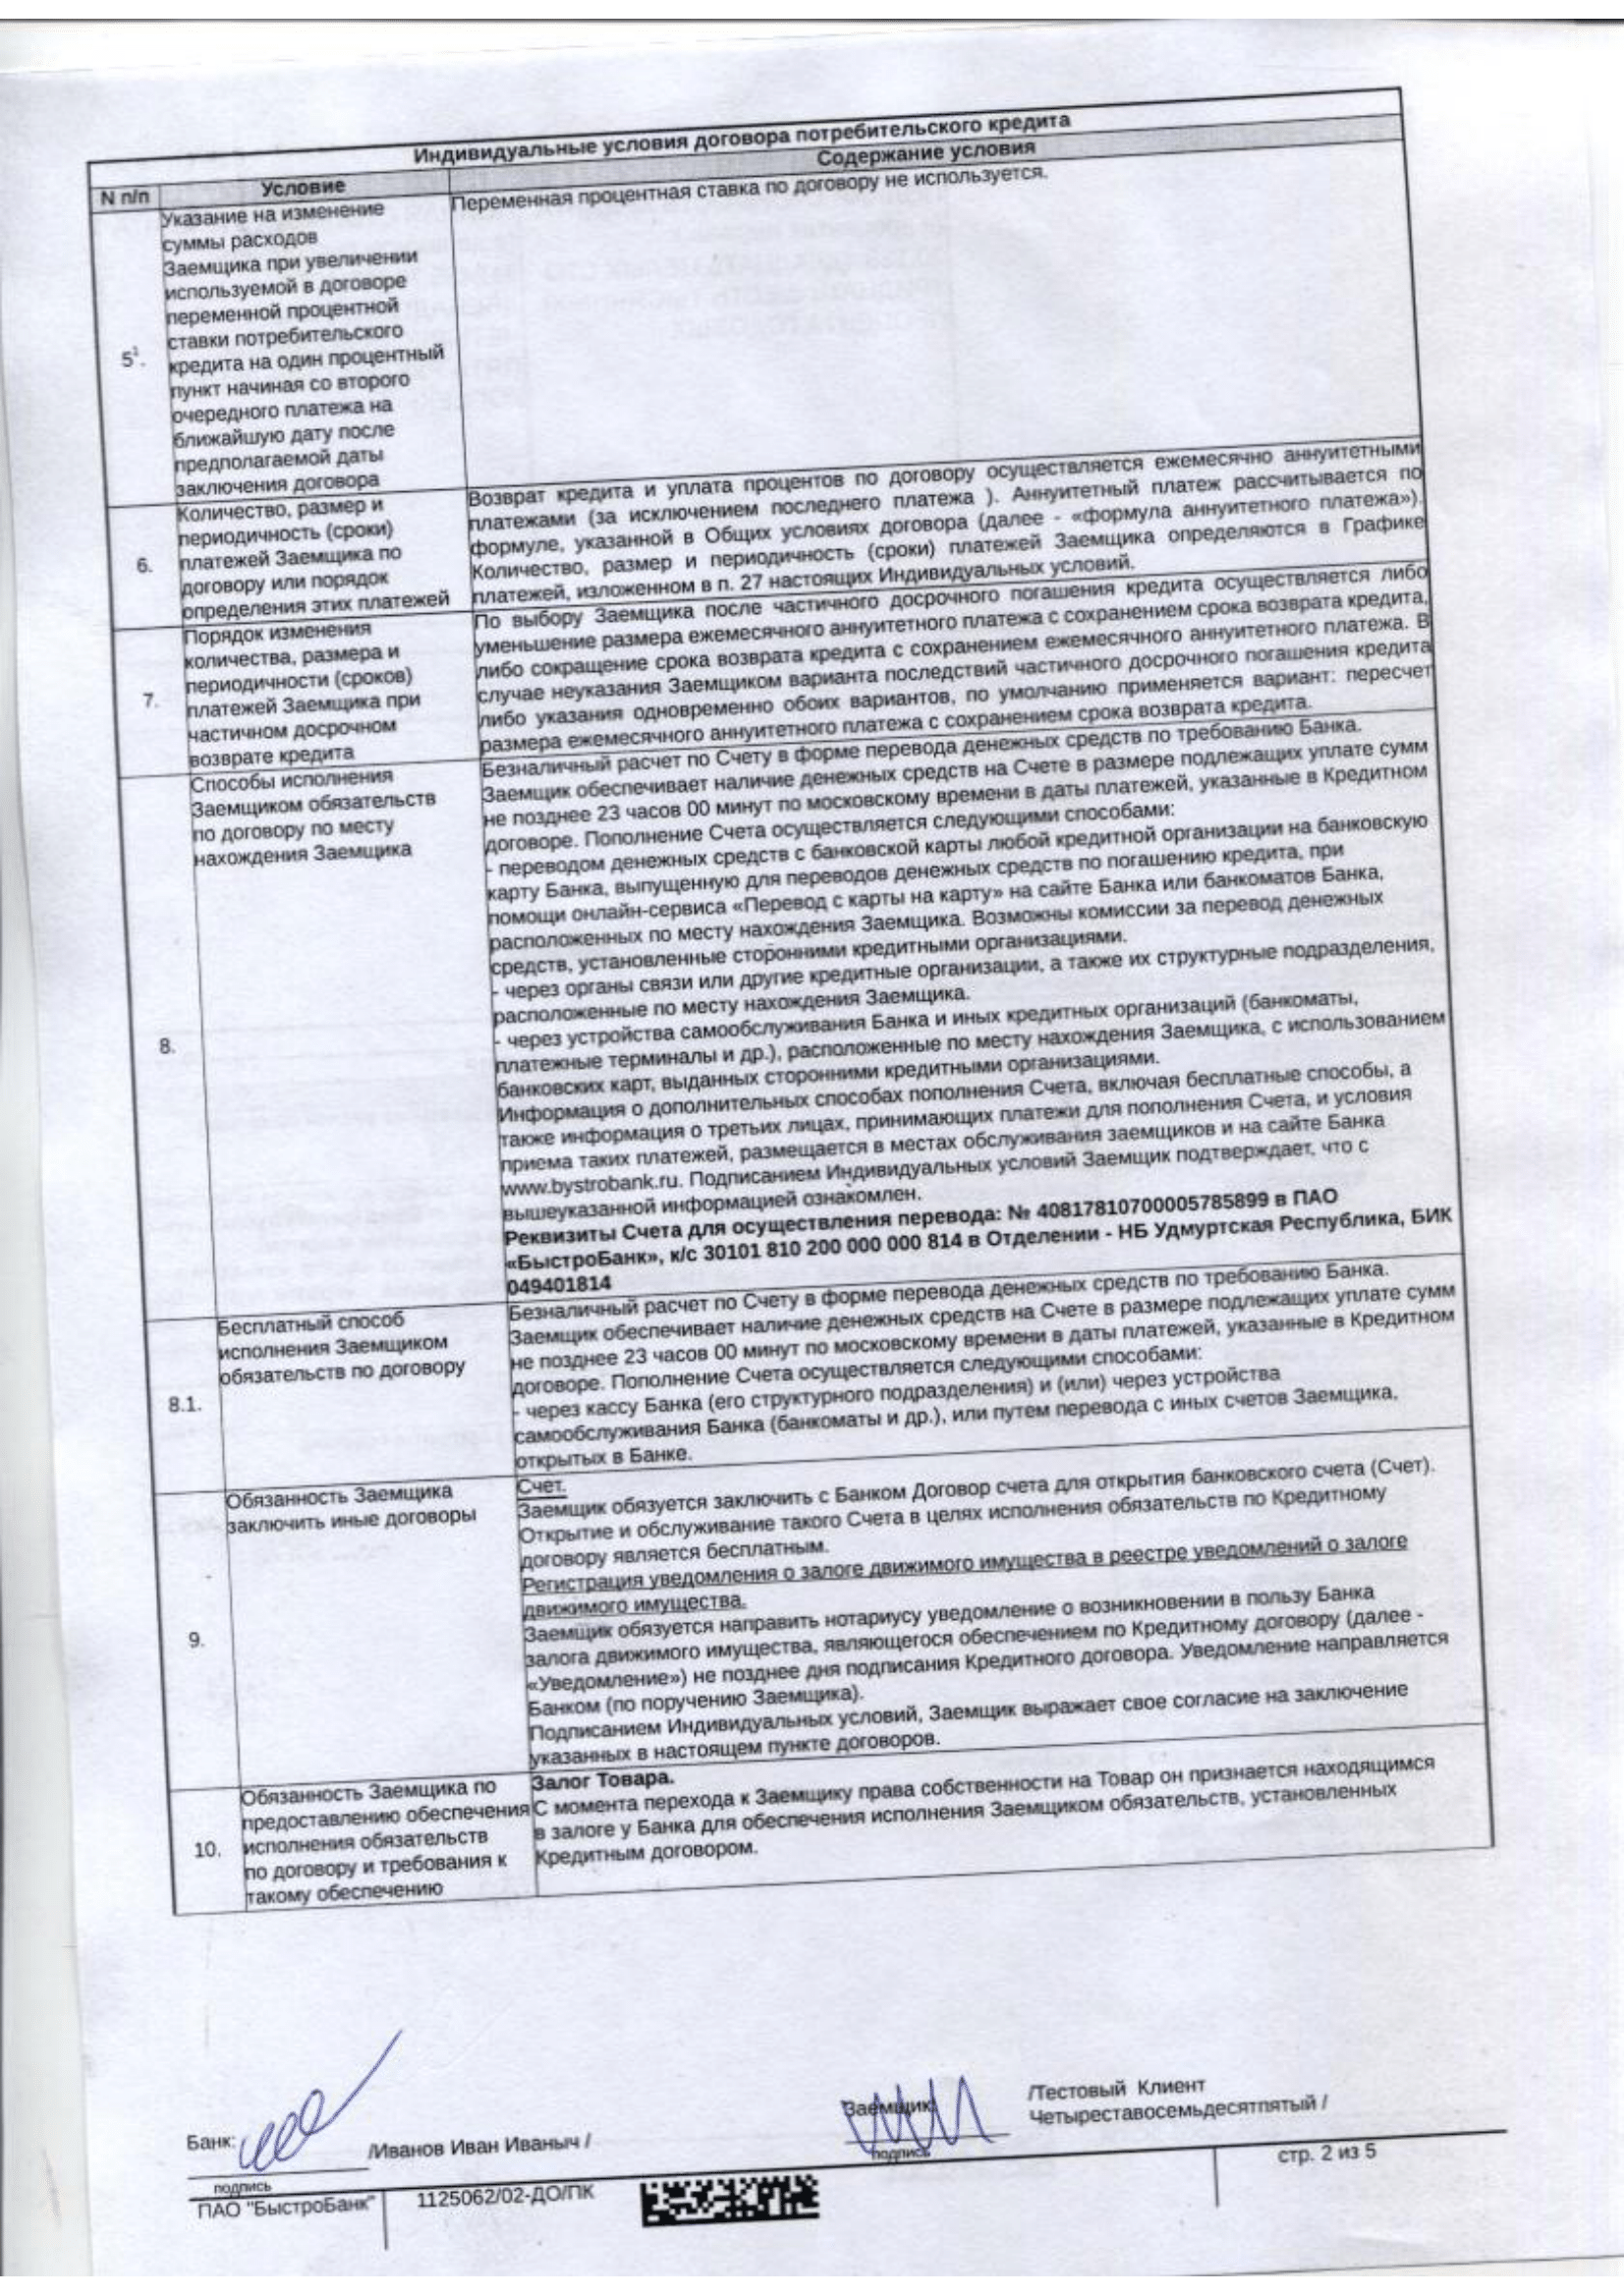 Индивидуальные условия договора потребительского кредита
N п/п Условие Содержание условия
5¹.
Указание на изменение
суммы расходов
Заемщика при увеличении
используемой в договоре
переменной процентной
ставки потребительского
кредита на один процентный
пункт начиная со второго
очередного платежа на
ближайшую дату после
предполагаемой даты
заключения договора
Переменная процентная ставка по договору не используется.
6.
Количество, размер и
периодичность (сроки)
платежей Заемщика по
договору или порядок
определения этих платежей
Возврат кредита и уплата процентов по договору осуществляется ежемесячно аннуитетными
платежами (за исключением последнего платежа ). Аннуитетный платеж рассчитывается по
формуле, указанной в Общих условиях договора (далее - «формула аннуитетного платежа»).
Количество, размер и периодичность (сроки) платежей Заемщика определяются в Графике
платежей, изложенном в п. 27 настоящих Индивидуальных условий.
7.
Порядок изменения
количества, размера и
периодичности (сроков)
платежей Заемщика при
частичном досрочном
возврате кредита
По выбору Заемщика после частичного досрочного погашения кредита осуществляется либо
уменьшение размера ежемесячного аннуитетного платежа с сохранением срока возврата кредита,
либо сокращение срока возврата кредита с сохранением ежемесячного аннуитетного платежа. В
случае неуказания Заемщиком варианта последствий частичного досрочного погашения кредита
либо указания одновременно обоих вариантов, по умолчанию применяется вариант: пересчет
размера ежемесячного аннуитетного платежа с сохранением срока возврата кредита.
8.
Способы исполнения
Заемщиком обязательств
по договору по месту
нахождения Заемщика
Безналичный расчет по Счету в форме перевода денежных средств по требованию Банка.
Заемщик обеспечивает наличие денежных средств на Счете в размере подлежащих уплате сумм
не позднее 23 часов 00 минут по московскому времени в даты платежей, указанные в Кредитном
договоре. Пополнение Счета осуществляется следующими способами:
- переводом денежных средств с банковской карты любой кредитной организации на банковскую
карту Банка, выпущенную для переводов денежных средств по погашению кредита, при
помощи онлайн-сервиса «Перевод с карты на карту» на сайте Банка или банкоматов Банка,
расположенных по месту нахождения Заемщика. Возможны комиссии за перевод денежных
средств, установленные сторонними кредитными организациями.
- через органы связи или другие кредитные организации, а также их структурные подразделения,
расположенные по месту нахождения Заемщика.
- через устройства самообслуживания Банка и иных кредитных организаций (банкоматы,
платежные терминалы и др.), расположенные по месту нахождения Заемщика, с использованием
банковских карт, выданных сторонними кредитными организациями.
Информация о дополнительных способах пополнения Счета, включая бесплатные способы, а
также информация о третьих лицах, принимающих платежи для пополнения Счета, и условия
приема таких платежей, размещается в местах обслуживания заемщиков и на сайте Банка
www.bystrobank.ru. Подписанием Индивидуальных условий Заемщик подтверждает, что с
вышеуказанной информацией ознакомлен.
Реквизиты Счета для осуществления перевода: № 40817810700005785899 в ПАО
«БыстроБанк», к/с 30101 810 200 000 000 814 в Отделении - НБ Удмуртская Республика, БИК
049401814
8.1.
Бесплатный способ
исполнения Заемщиком
обязательств по договору
Безналичный расчет по Счету в форме перевода денежных средств по требованию Банка.
Заемщик обеспечивает наличие денежных средств на Счете в размере подлежащих уплате сумм
не позднее 23 часов 00 минут по московскому времени в даты платежей, указанные в Кредитном
договоре. Пополнение Счета осуществляется следующими способами:
- через кассу Банка (его структурного подразделения) и (или) через устройства
самообслуживания Банка (банкоматы и др.), или путем перевода с иных счетов Заемщика,
открытых в Банке.
9.
Обязанность Заемщика
заключить иные договоры
Счет.
Заемщик обязуется заключить с Банком Договор счета для открытия банковского счета (Счет).
Открытие и обслуживание такого Счета в целях исполнения обязательств по Кредитному
договору является бесплатным.
Регистрация уведомления о залоге движимого имущества в реестре уведомлений о залоге
движимого имущества.
Заемщик обязуется направить нотариусу уведомление о возникновении в пользу Банка
залога движимого имущества, являющегося обеспечением по Кредитному договору (далее -
«Уведомление») не позднее дня подписания Кредитного договора. Уведомление направляется
Банком (по поручению Заемщика).
Подписанием Индивидуальных условий, Заемщик выражает свое согласие на заключение
указанных в настоящем пункте договоров.
10.
Обязанность Заемщика по
предоставлению обеспечения
исполнения обязательств
по договору и требования к
такому обеспечению
Залог Товара.
С момента перехода к Заемщику права собственности на Товар он признается находящимся
в залоге у Банка для обеспечения исполнения Заемщиком обязательств, установленных
Кредитным договором.
Банк: /Иванов Иван Иваныч /
подпись
Заемщик: /Тестовый Клиент
Четыреставосемьдесятпятый /
подпись
ПАО "БыстроБанк" 1125062/02-ДО/ПК стр. 2 из 5